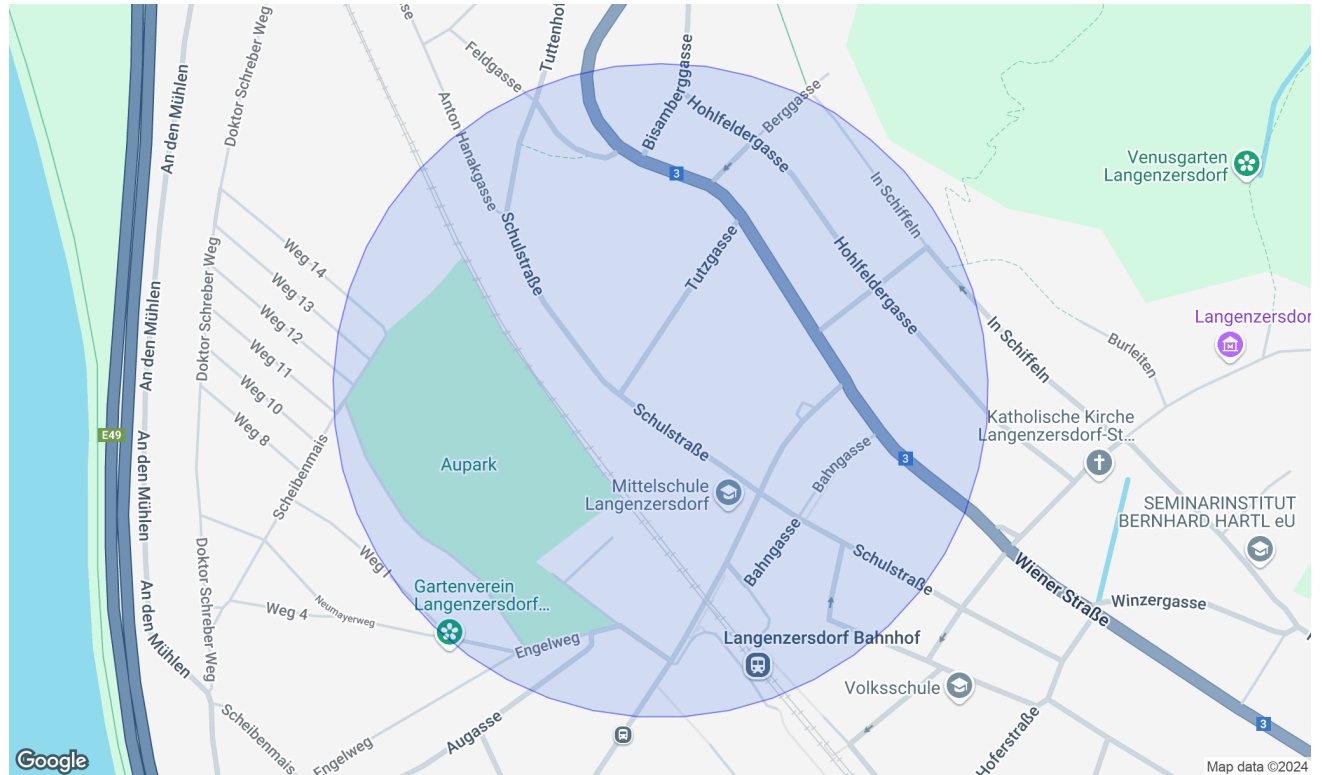 An den Mühlen
Doktor Schreber Weg
Feldgasse
Tuttenhof
Bisamberggasse
Hohlfeldergasse
Berggasse
Anton Hanakgasse
3
In Schiffeln
Venusgarten
Langenzersdorf
Schulstraße
Tutzgasse
Hohlfeldergasse
In Schiffeln
Burleiten
Langenzersdor
Weg 14
Weg 13
Weg 12
Weg 11
Weg 10
Weg 8
Doktor Schreber Weg
An den Mühlen
E49
An den Mühlen
Scheibenmais
Aupark
Schulstraße
Bahngasse
3
Katholische Kirche
Langenzersdorf-St...
Mittelschule
Langenzersdorf
SEMINARINSTITUT
BERNHARD HARTL eU
Weg I
Doktor Schreber Weg
An den Mühlen
Weg 4
Neumayerweg
Gartenverein
Langenzersdorf...
Engelweg
Bahngasse
Schulstraße
Wiener Straße
Winzergasse
Langenzersdorf Bahnhof
Volksschule
Scheibenmais
Engelweg
Augasse
Hoferstraße
3
Google
Map data ©2024